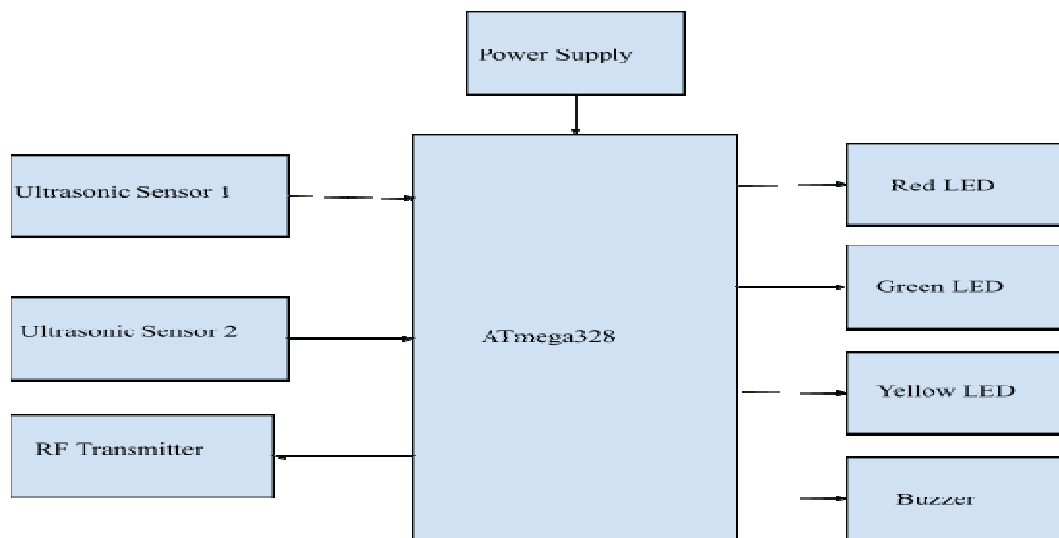 Power Supply
Ultrasonic Sensor 1
Red LED
Green LED
Ultrasonic Sensor 2
ATmega328
Yellow LED
RF Transmitter
Buzzer